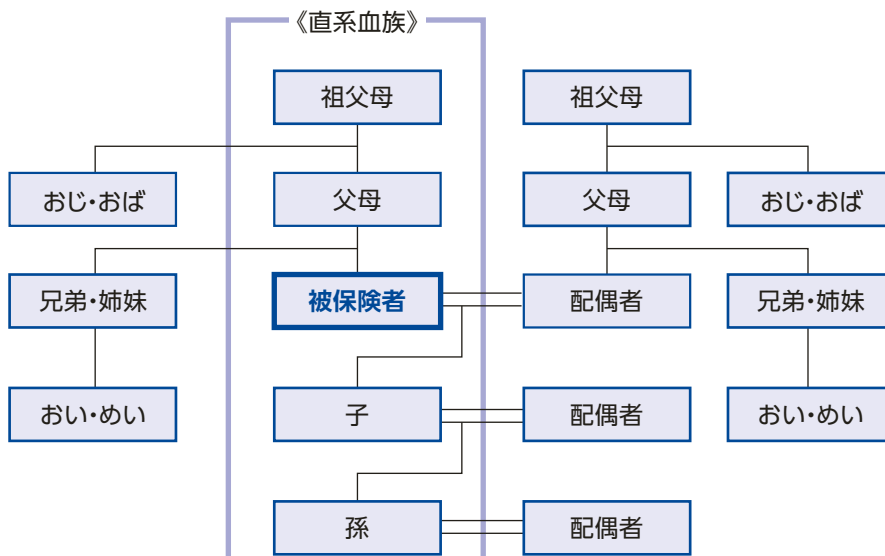 《直系血族》
祖父母
祖父母
おじ・おば
父母
父母
おじ・おば
兄弟・姉妹
被保険者
配偶者
兄弟・姉妹
おい・めい
子
配偶者
おい・めい
孫
配偶者